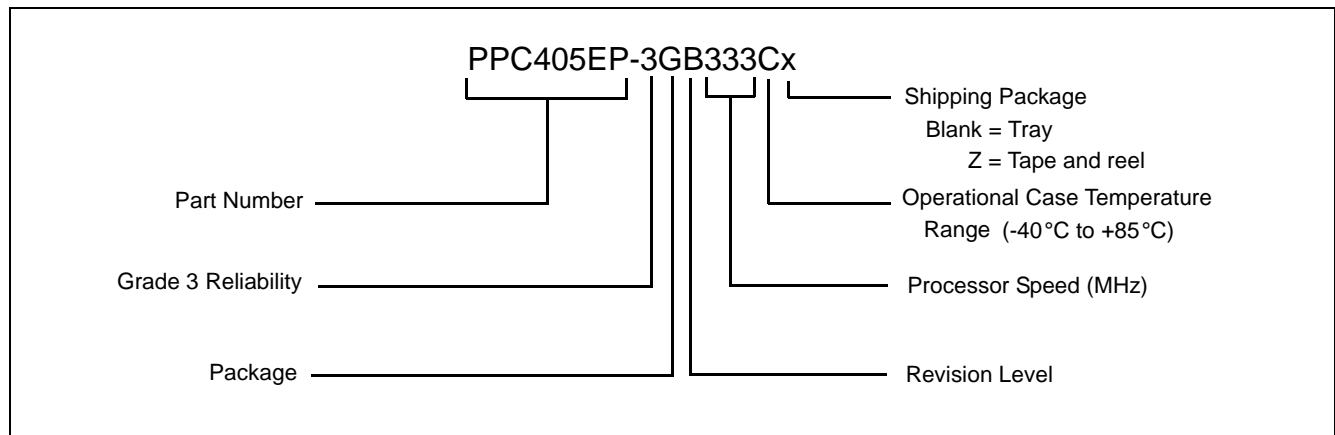 PPC405EP-3GB333Cx
Shipping Package
Blank = Tray
Z = Tape and reel
Part Number
Operational Case Temperature
Range (-40°C to +85°C)
Grade 3 Reliability
Processor Speed (MHz)
Package
Revision Level